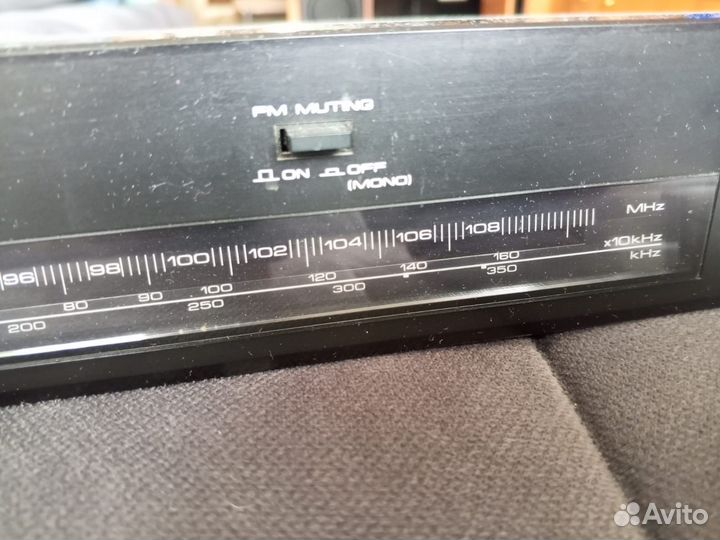 FM MUTING
ON OFF
(MONO)
96 98 100 102 104 106 108 MHz
80 90 100 120 140 160 x10kHz
200 250 300 350 kHz
Avito